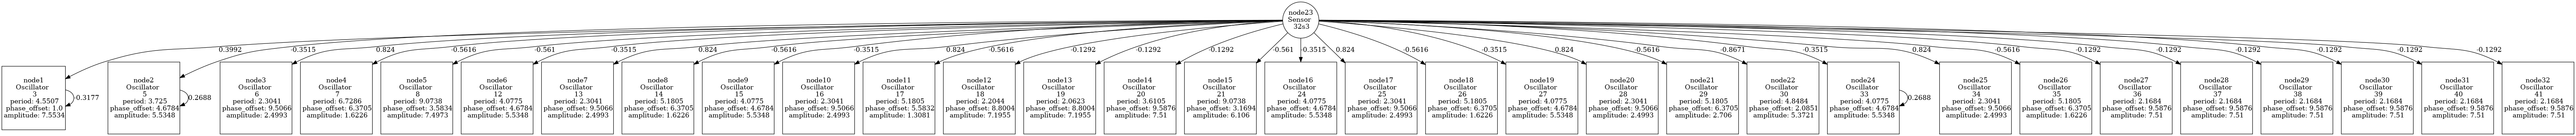 node23
Sensor
32s3
0.3992
-0.3515
0.824
-0.5616
-0.561
-0.3515
0.824
-0.5616
-0.3515
0.824
-0.5616
-0.1292
-0.1292
-0.1292
-0.561
-0.3515
0.824
-0.5616
-0.3515
0.824
-0.5616
-0.8671
-0.3515
0.824
-0.5616
-0.1292
-0.1292
-0.1292
-0.1292
-0.1292
-0.1292
node1
Oscillator
3
period: 4.5507
phase_offset: 1.0
amplitude: 7.5534
-0.3177
node2
Oscillator
5
period: 3.725
phase_offset: 4.6784
amplitude: 5.5348
0.2688
node3
Oscillator
6
period: 2.3041
phase_offset: 9.5066
amplitude: 2.4993
node4
Oscillator
7
period: 6.7286
phase_offset: 6.3705
amplitude: 1.6226
node5
Oscillator
8
period: 9.0738
phase_offset: 3.5834
amplitude: 7.4973
node6
Oscillator
12
period: 4.0775
phase_offset: 4.6784
amplitude: 5.5348
node7
Oscillator
13
period: 2.3041
phase_offset: 9.5066
amplitude: 2.4993
node8
Oscillator
14
period: 5.1805
phase_offset: 6.3705
amplitude: 1.6226
node9
Oscillator
15
period: 4.0775
phase_offset: 4.6784
amplitude: 5.5348
node10
Oscillator
16
period: 2.3041
phase_offset: 9.5066
amplitude: 2.4993
node11
Oscillator
17
period: 5.1805
phase_offset: 5.5832
amplitude: 1.3081
node12
Oscillator
18
period: 2.2044
phase_offset: 8.8004
amplitude: 7.1955
node13
Oscillator
19
period: 2.0623
phase_offset: 8.8004
amplitude: 7.1955
node14
Oscillator
20
period: 3.6105
phase_offset: 9.5876
amplitude: 7.51
node15
Oscillator
21
period: 9.0738
phase_offset: 3.1694
amplitude: 6.106
node16
Oscillator
24
period: 4.0775
phase_offset: 4.6784
amplitude: 5.5348
node17
Oscillator
25
period: 2.3041
phase_offset: 9.5066
amplitude: 2.4993
node18
Oscillator
26
period: 5.1805
phase_offset: 6.3705
amplitude: 1.6226
node19
Oscillator
27
period: 4.0775
phase_offset: 4.6784
amplitude: 5.5348
node20
Oscillator
28
period: 2.3041
phase_offset: 9.5066
amplitude: 2.4993
node21
Oscillator
29
period: 5.1805
phase_offset: 6.3705
amplitude: 2.706
node22
Oscillator
30
period: 4.8484
phase_offset: 2.0851
amplitude: 5.3721
node24
Oscillator
33
period: 4.0775
phase_offset: 4.6784
amplitude: 5.5348
0.2688
node25
Oscillator
34
period: 2.3041
phase_offset: 9.5066
amplitude: 2.4993
node26
Oscillator
35
period: 5.1805
phase_offset: 6.3705
amplitude: 1.6226
node27
Oscillator
36
period: 2.1684
phase_offset: 9.5876
amplitude: 7.51
node28
Oscillator
37
period: 2.1684
phase_offset: 9.5876
amplitude: 7.51
node29
Oscillator
38
period: 2.1684
phase_offset: 9.5876
amplitude: 7.51
node30
Oscillator
39
period: 2.1684
phase_offset: 9.5876
amplitude: 7.51
node31
Oscillator
40
period: 2.1684
phase_offset: 9.5876
amplitude: 7.51
node32
Oscillator
41
period: 2.1684
phase_offset: 9.5876
amplitude: 7.51